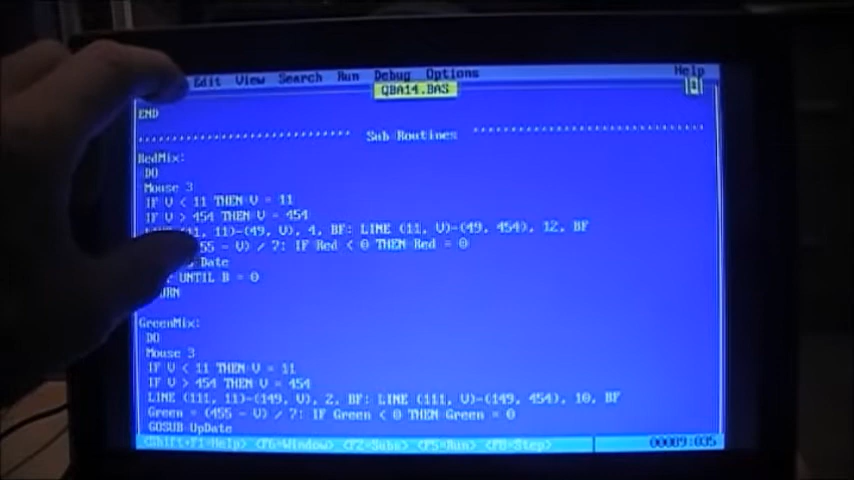 Edit View Search Run Debug Options Help
QBA14.BAS
END
'''''''''''''''''''''''''''' Sub Routines ''''''''''''''''''''''''''''''
RedMix:
DO
Mouse 3
IF V < 11 THEN V = 11
IF V > 454 THEN V = 454
11)-(49, V), 4, BF: LINE (11, V)-(49, 454), 12, BF
55 - V) / 7: IF Red < 0 THEN Red = 0
Date
UNTIL B = 0
URN
GreenMix:
DO
Mouse 3
IF V < 11 THEN V = 11
IF V > 454 THEN V = 454
LINE (111, 11)-(149, V), 2, BF: LINE (111, V)-(149, 454), 10, BF
Green = (455 - V) / 7: IF Green < 0 THEN Green = 0
GOSUB UpDate
<Shift+F1=Help> <F6=Window> <F2=Subs> <F5=Run> <F8=Step> 00089:035